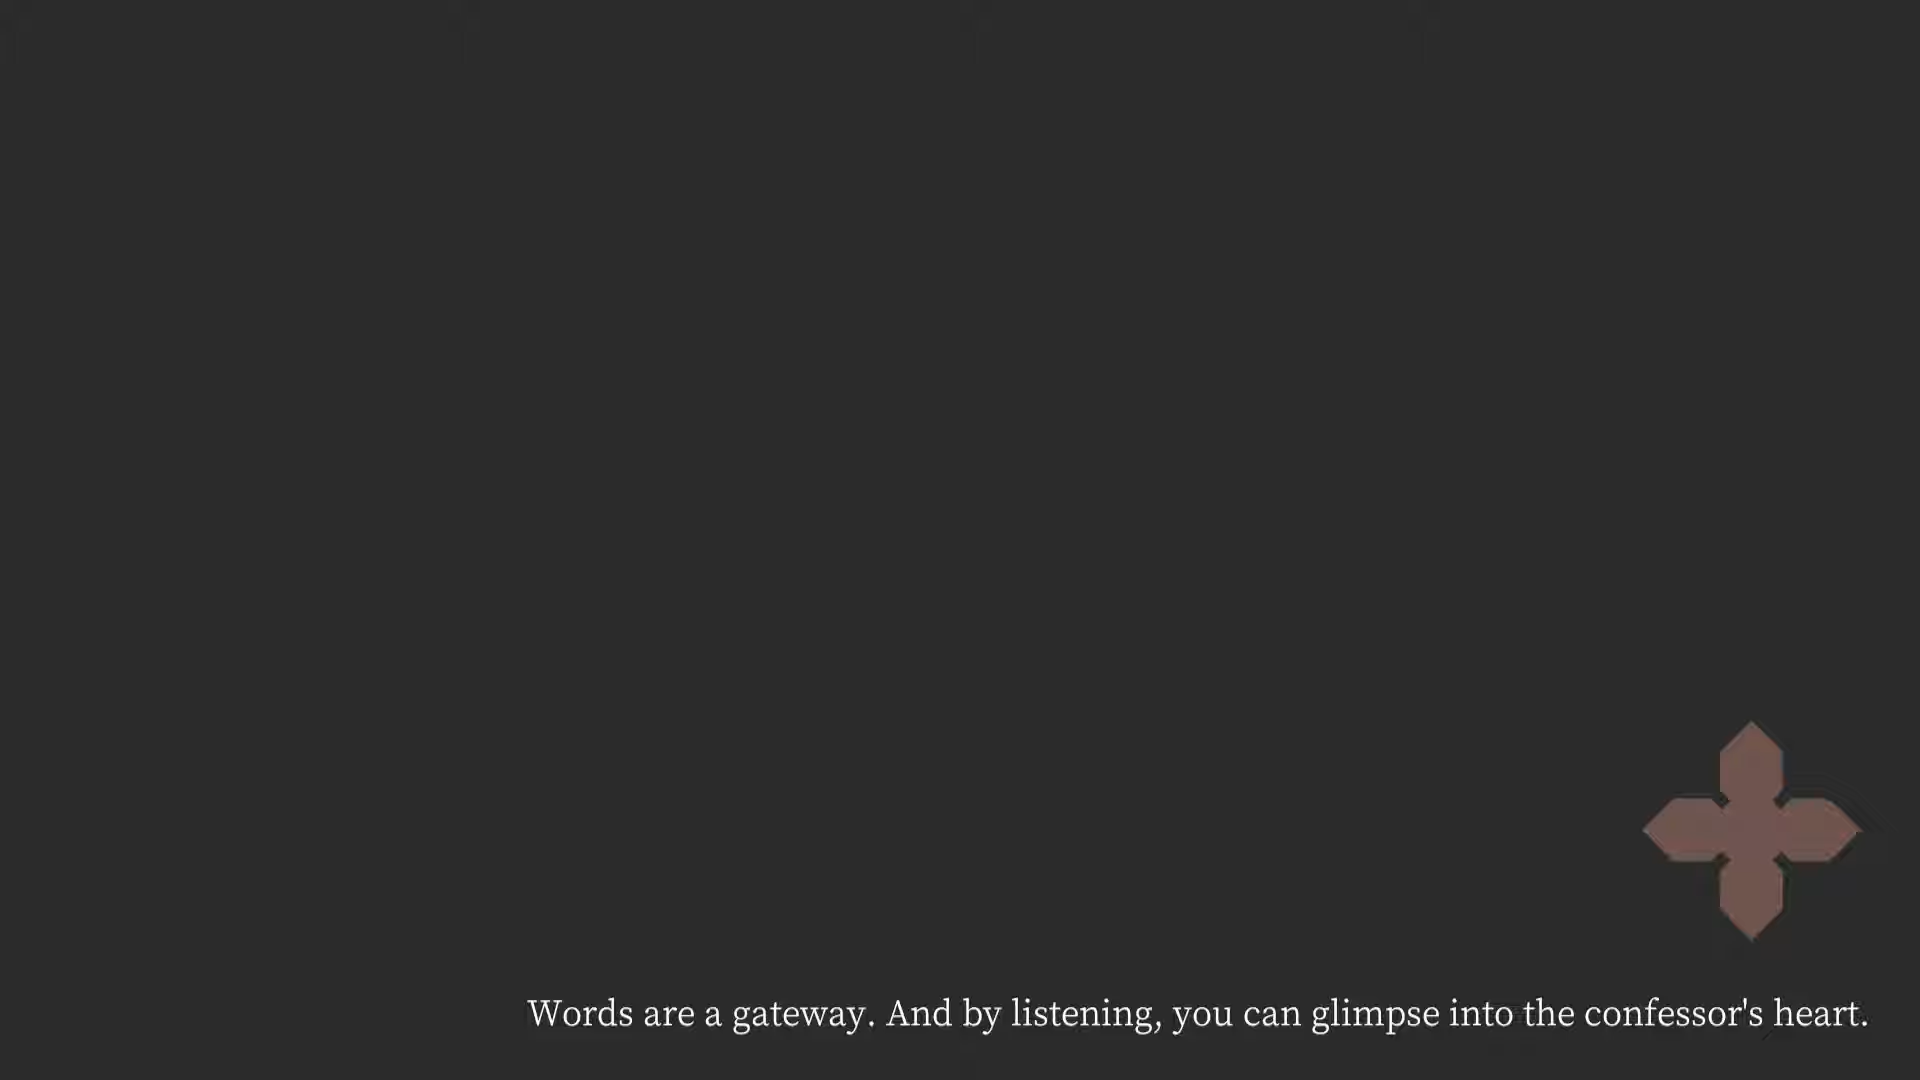 Words are a gateway. And by listening, you can glimpse into the confessor's heart.